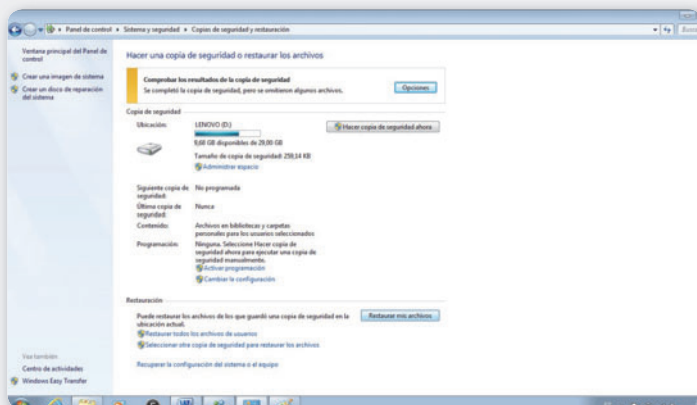 Panel de control ▸ Sistema y seguridad ▸ Copias de seguridad y restauración
Ventana principal del Panel de
control
Crear una imagen de sistema
Crear un disco de reparación
del sistema
Hacer una copia de seguridad o restaurar los archivos
Comprobar los resultados de la copia de seguridad
Se completó la copia de seguridad, pero se omitieron algunos archivos.
Opciones
Copia de seguridad
Ubicación: LENOVO (D:)
Hacer copia de seguridad ahora
9,68 GB disponibles de 29,00 GB
Tamaño de copia de seguridad: 259,14 KB
Administrar espacio
Siguiente copia de No programada
seguridad:
Última copia de Nunca
seguridad:
Contenido: Archivos en bibliotecas y carpetas
personales para los usuarios seleccionados
Programación: Ninguna. Seleccione Hacer copia de
seguridad ahora para ejecutar una copia de
seguridad manualmente.
Activar programación
Cambiar la configuración
Restauración
Puede restaurar los archivos de los que guardó una copia de seguridad en la
ubicación actual.
Restaurar mis archivos
Restaurar todos los archivos de usuarios
Seleccionar otra copia de seguridad para restaurar los archivos
Recuperar la configuración del sistema o el equipo
Vea también
Centro de actividades
Windows Easy Transfer